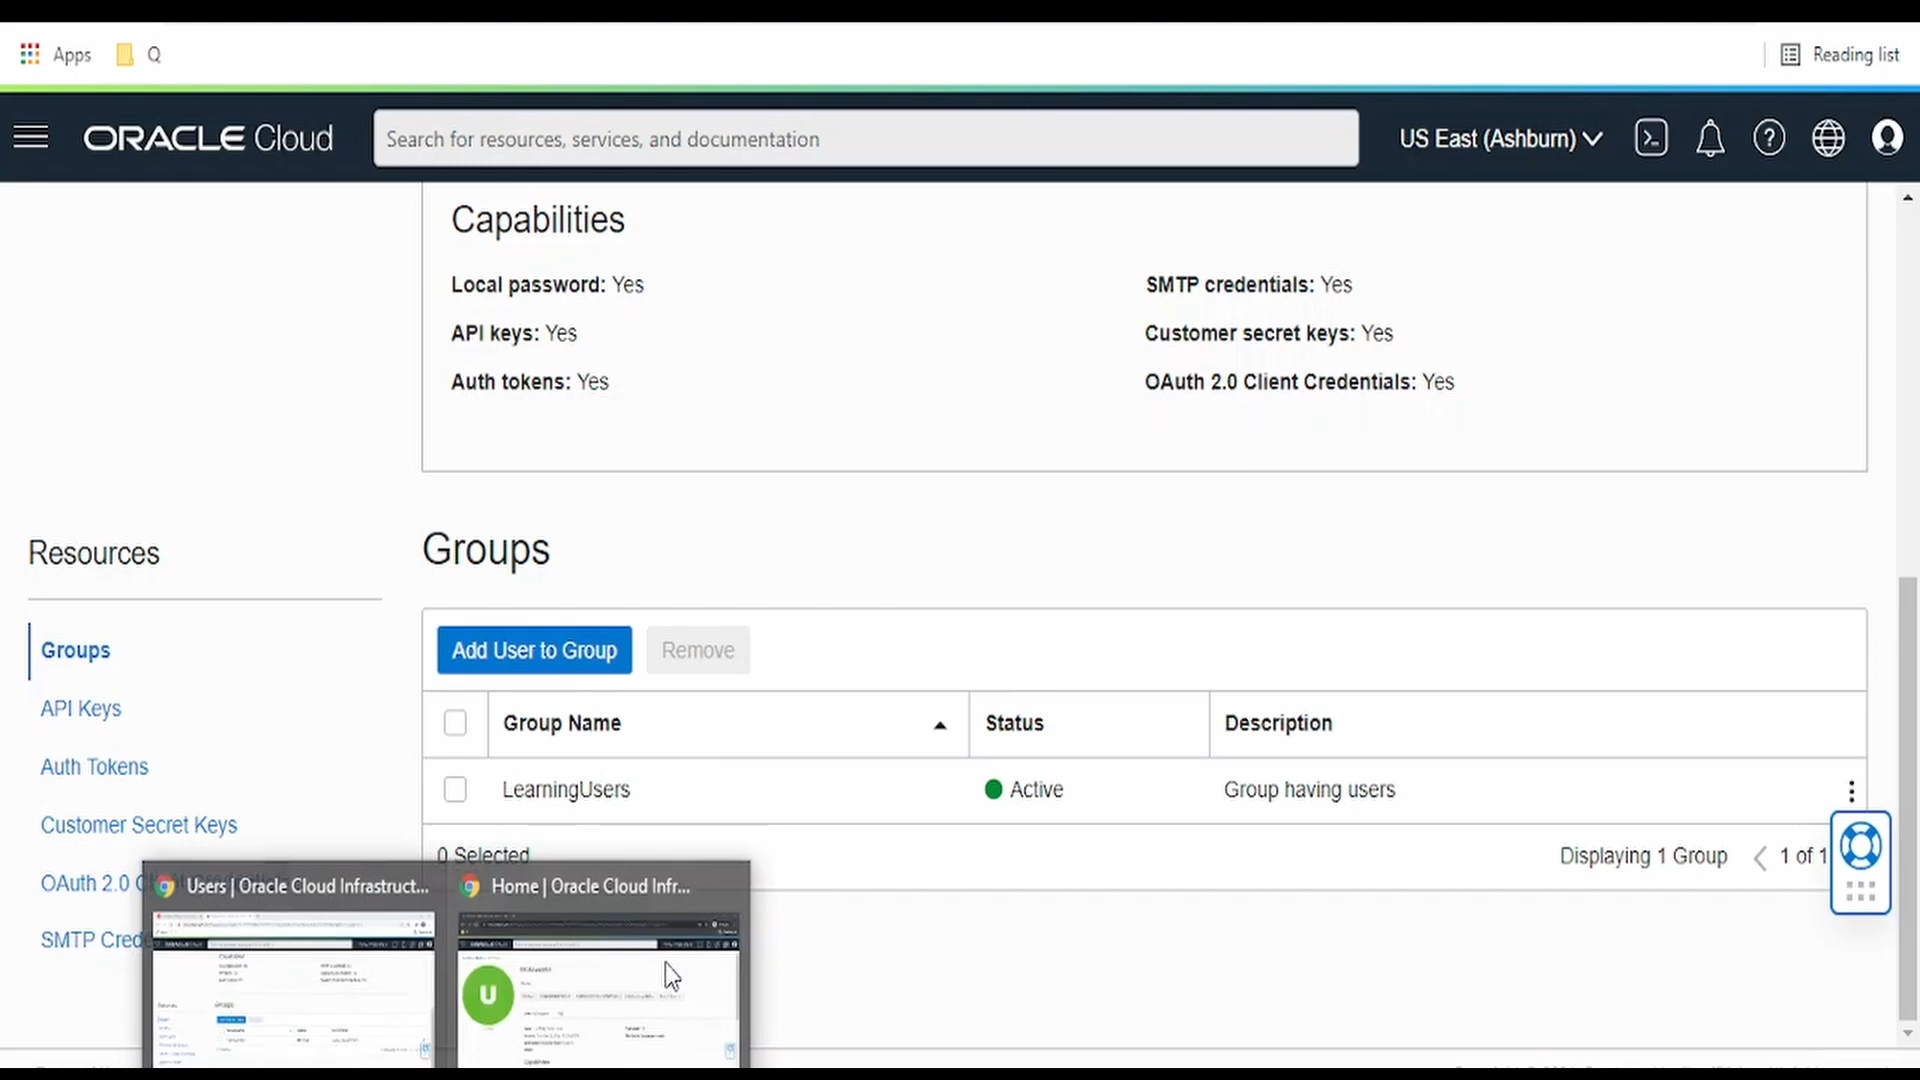 Apps
Q
Reading list
ORACLE Cloud
Search for resources, services, and documentation
US East (Ashburn)
Capabilities
Local password: Yes
SMTP credentials: Yes
API keys: Yes
Customer secret keys: Yes
Auth tokens: Yes
OAuth 2.0 Client Credentials: Yes
Resources
Groups
Groups
API Keys
Auth Tokens
Customer Secret Keys
OAuth 2.0 C
SMTP Crede
Add User to Group
Remove
Group Name
Status
Description
LearningUsers
Active
Group having users
0 Selected
Displaying 1 Group
1 of 1
Users | Oracle Cloud Infrastruct...
Home | Oracle Cloud Infr...
U